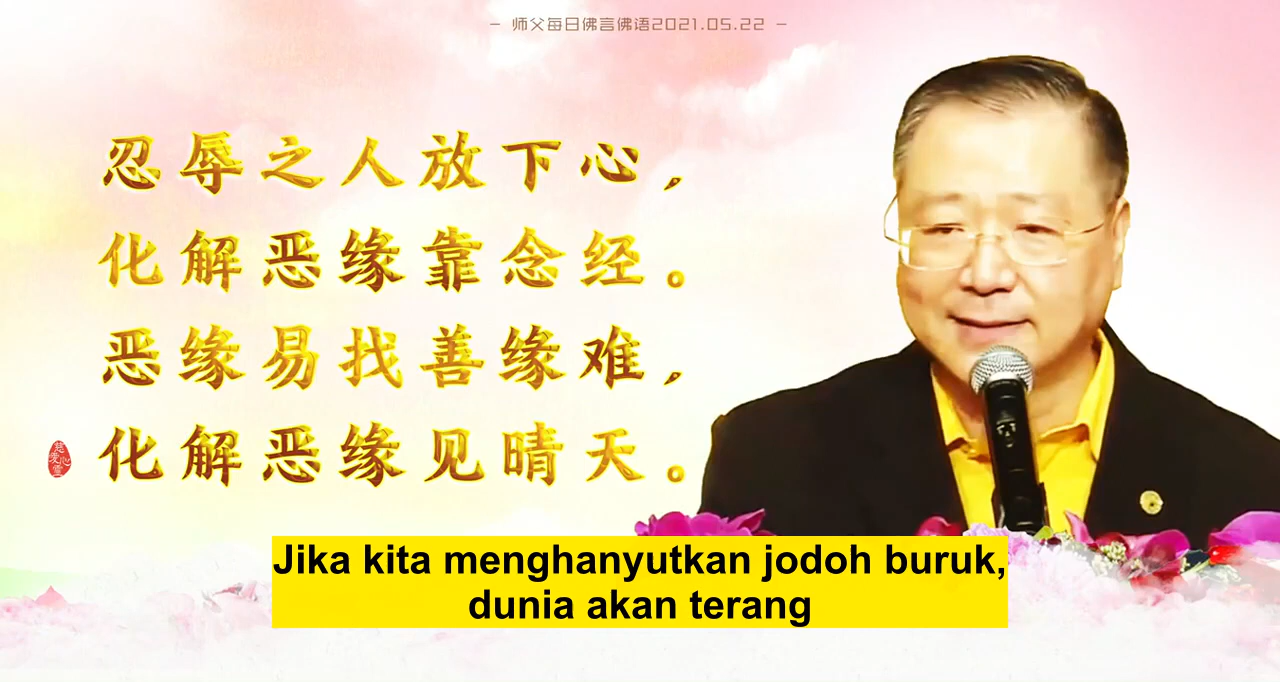 — 师父每日佛言佛语2021.05.22 —
忍辱之人放下心，
化解恶缘靠念经。
恶缘易找善缘难，
化解恶缘见晴天。
Jika kita menghanyutkan jodoh buruk,
dunia akan terang